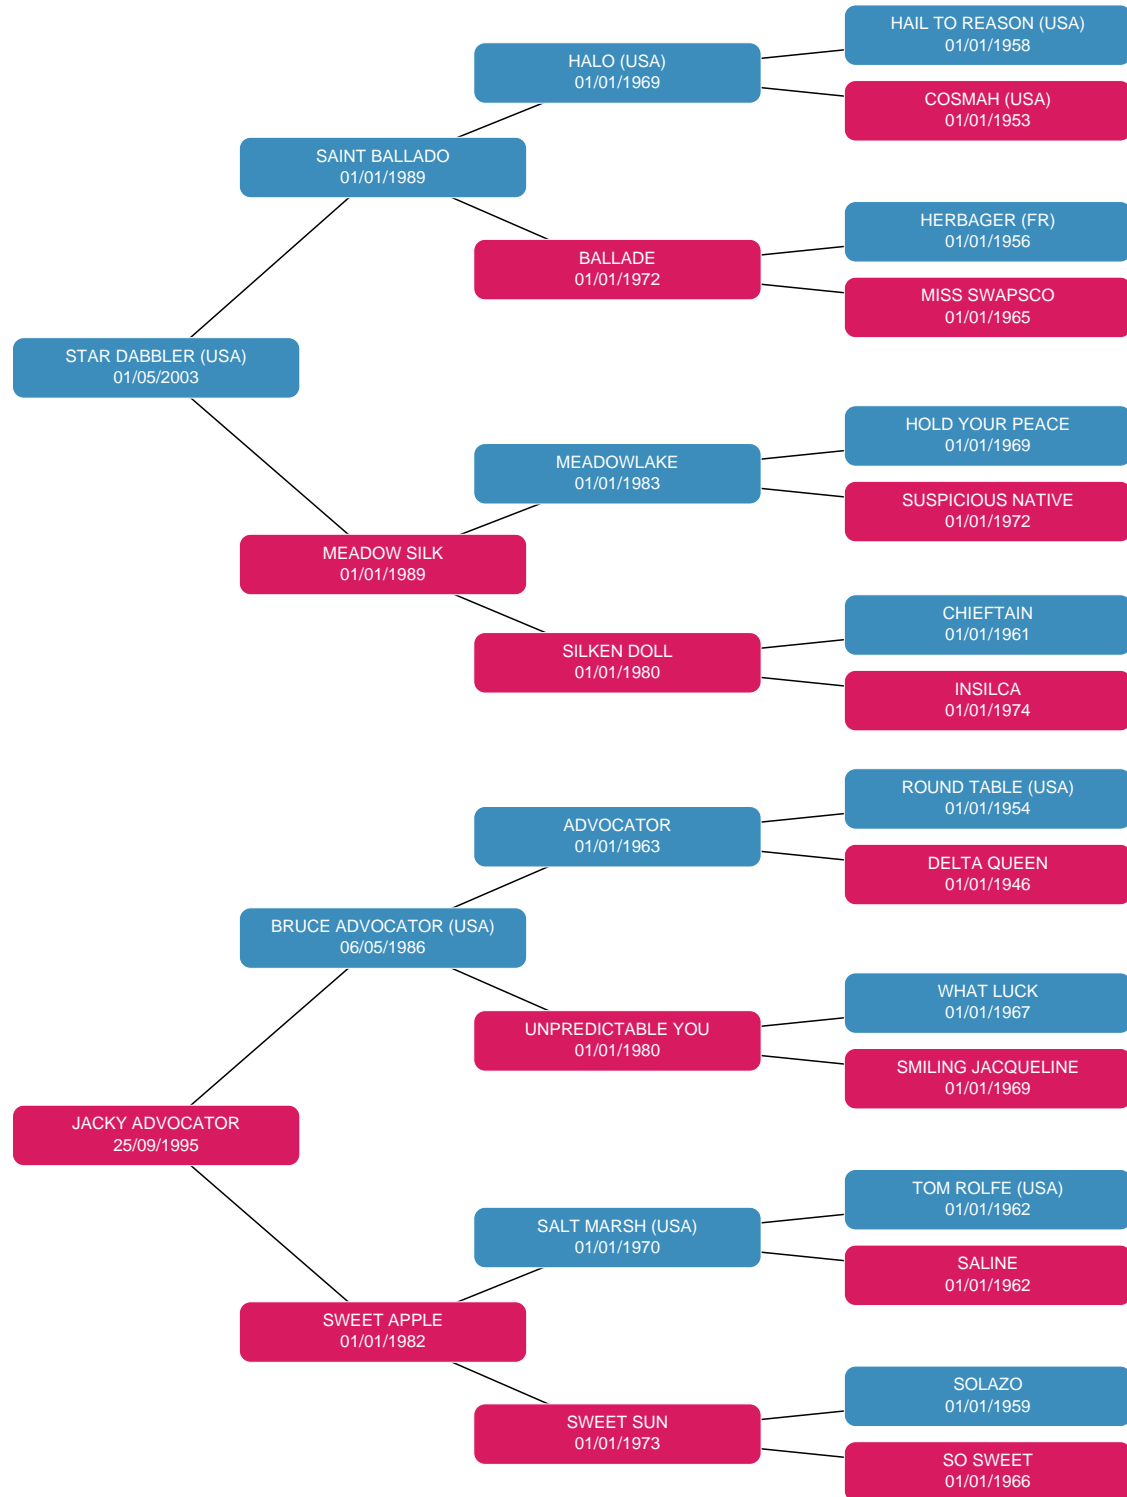 HAIL TO REASON (USA)
01/01/1958
HALO (USA)
01/01/1969
COSMAH (USA)
01/01/1953
SAINT BALLADO
01/01/1989
HERBAGER (FR)
01/01/1956
BALLADE
01/01/1972
MISS SWAPSCO
01/01/1965
STAR DABBLER (USA)
01/05/2003
HOLD YOUR PEACE
01/01/1969
MEADOWLAKE
01/01/1983
SUSPICIOUS NATIVE
01/01/1972
MEADOW SILK
01/01/1989
CHIEFTAIN
01/01/1961
SILKEN DOLL
01/01/1980
INSILCA
01/01/1974
ROUND TABLE (USA)
01/01/1954
ADVOCATOR
01/01/1963
DELTA QUEEN
01/01/1946
BRUCE ADVOCATOR (USA)
06/05/1986
WHAT LUCK
01/01/1967
UNPREDICTABLE YOU
01/01/1980
SMILING JACQUELINE
01/01/1969
JACKY ADVOCATOR
25/09/1995
TOM ROLFE (USA)
01/01/1962
SALT MARSH (USA)
01/01/1970
SALINE
01/01/1962
SWEET APPLE
01/01/1982
SOLAZO
01/01/1959
SWEET SUN
01/01/1973
SO SWEET
01/01/1966